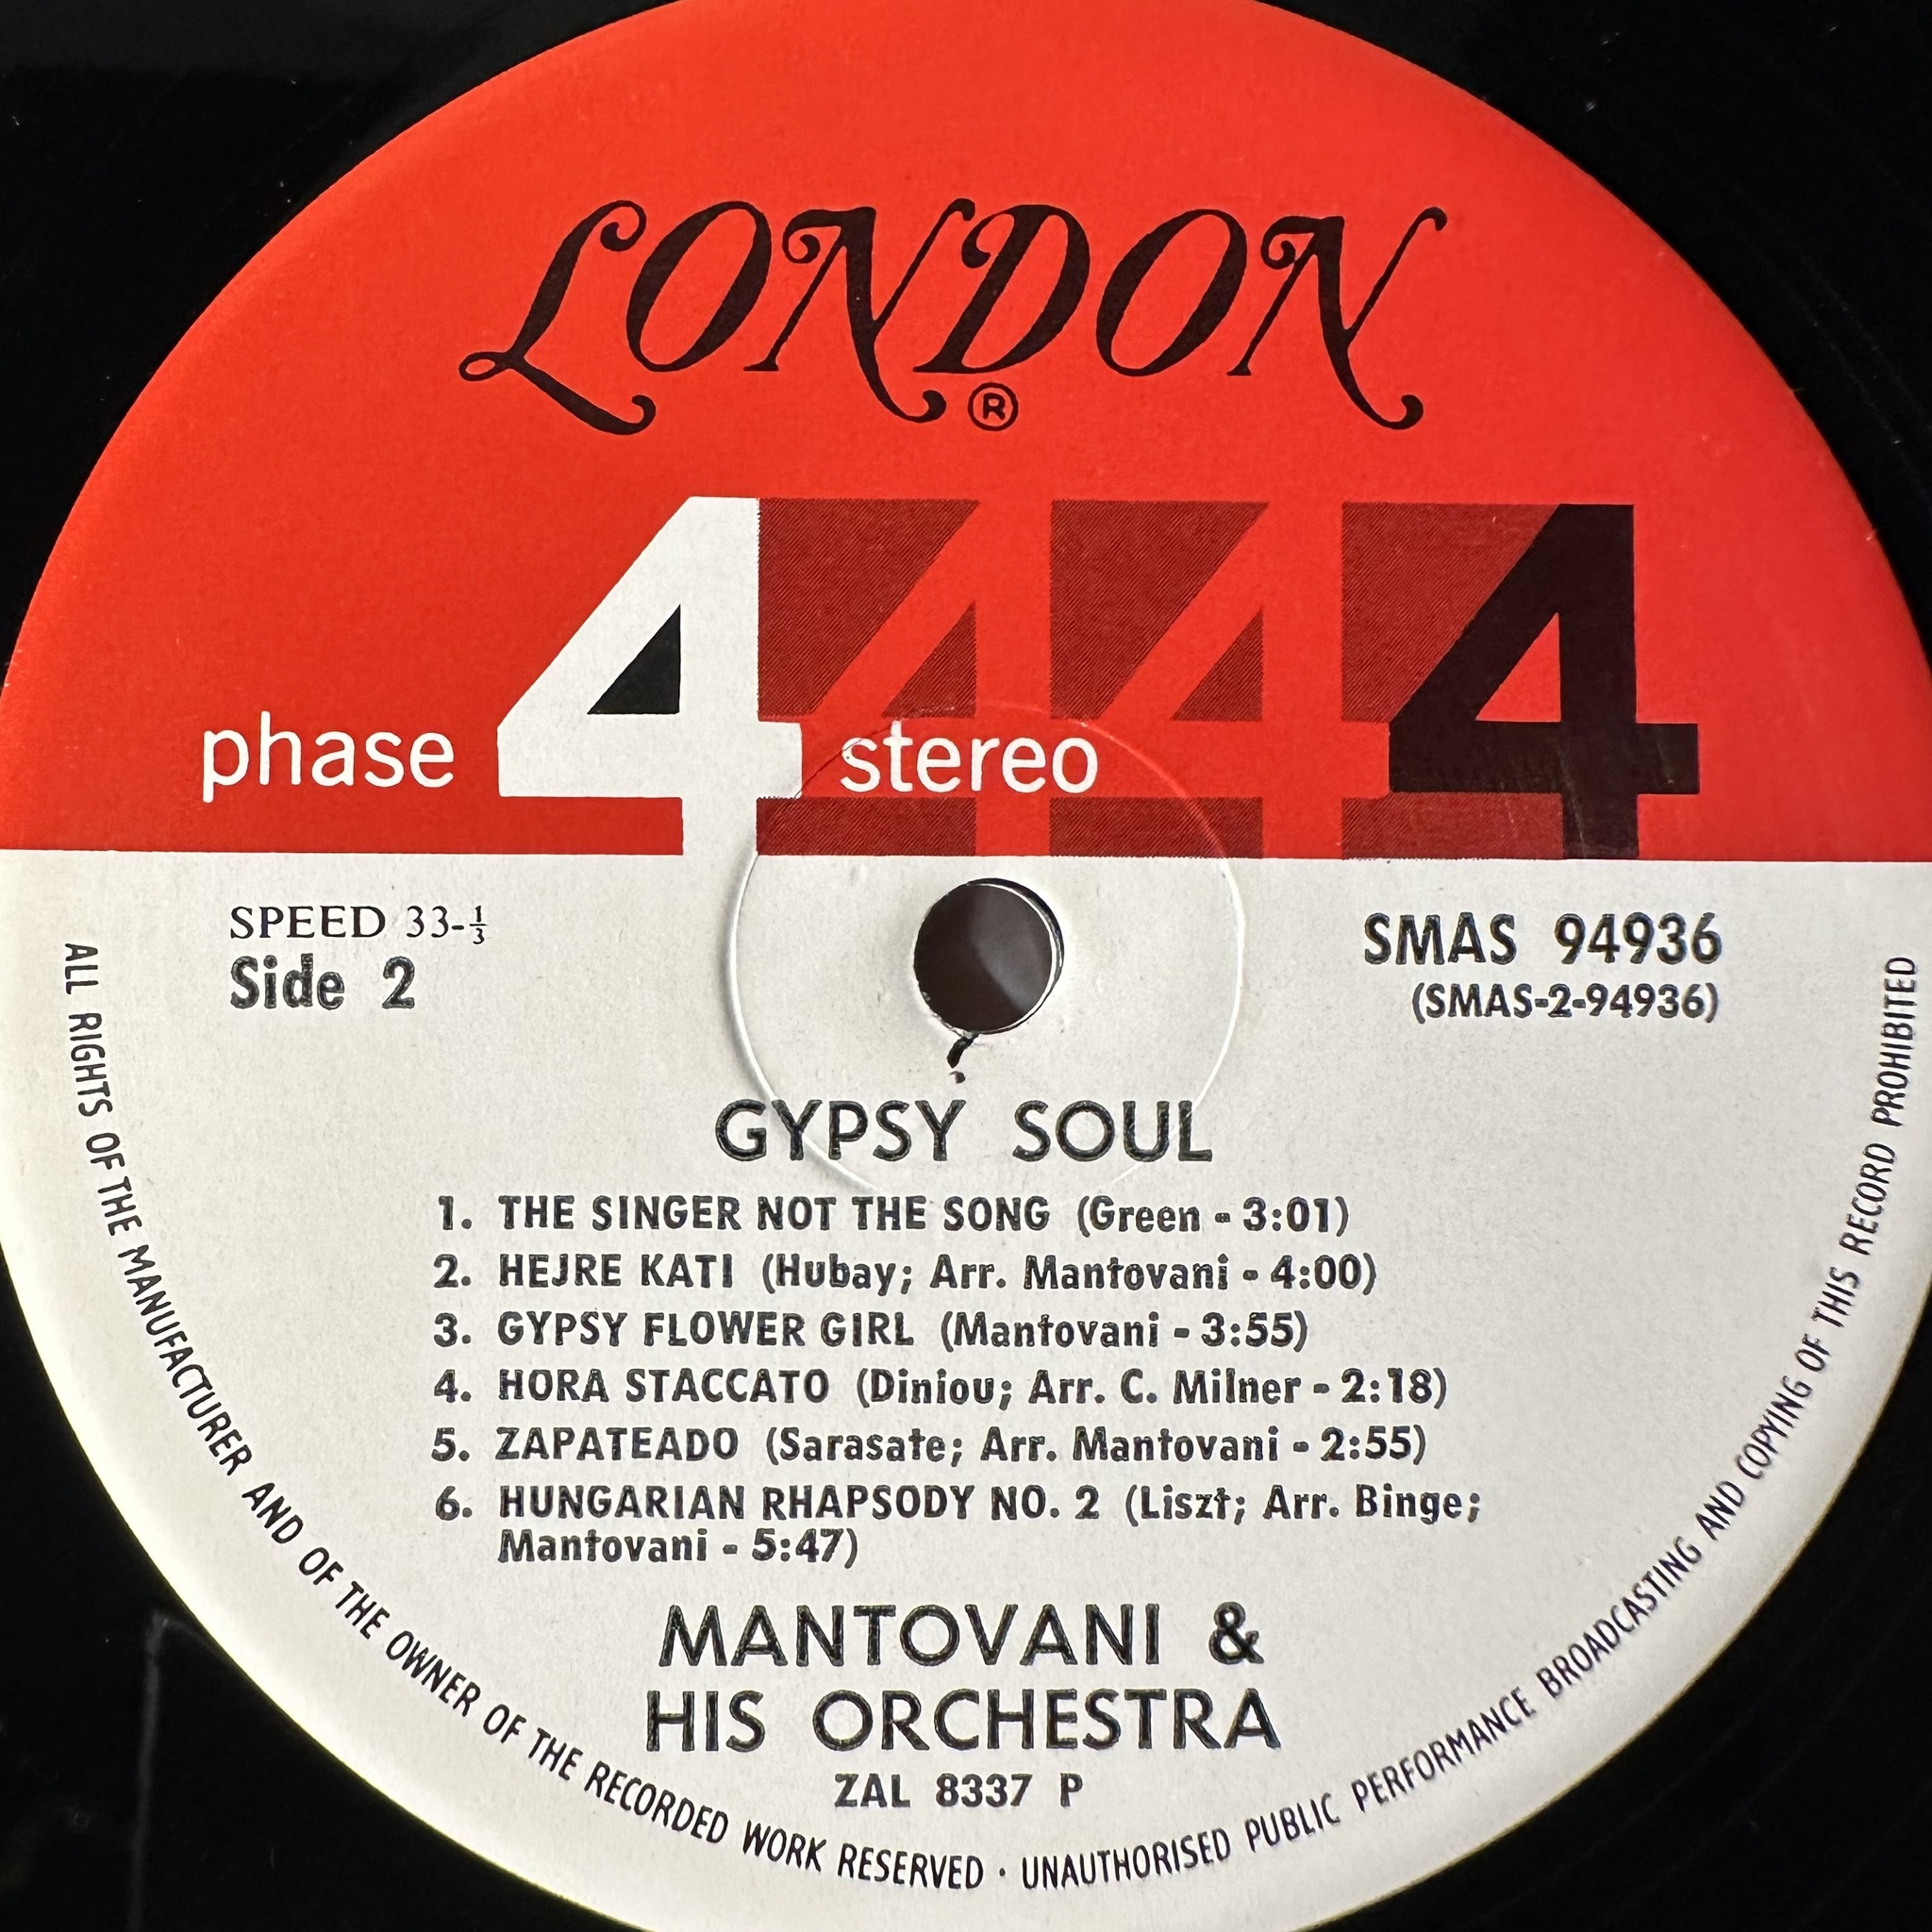 LONDON
®
phase 4 stereo 4 4 4
SPEED 33-⅓
Side 2
SMAS 94936
(SMAS-2-94936)
GYPSY SOUL
1. THE SINGER NOT THE SONG (Green - 3:01)
2. HEJRE KATI (Hubay; Arr. Mantovani - 4:00)
3. GYPSY FLOWER GIRL (Mantovani - 3:55)
4. HORA STACCATO (Diniou; Arr. C. Milner - 2:18)
5. ZAPATEADO (Sarasate; Arr. Mantovani - 2:55)
6. HUNGARIAN RHAPSODY NO. 2 (Liszt; Arr. Binge;
Mantovani - 5:47)
MANTOVANI &
HIS ORCHESTRA
ZAL 8337 P
ALL RIGHTS OF THE MANUFACTURER AND OF THE OWNER OF THE RECORDED WORK RESERVED · UNAUTHORISED PUBLIC PERFORMANCE BROADCASTING AND COPYING OF THIS RECORD PROHIBITED